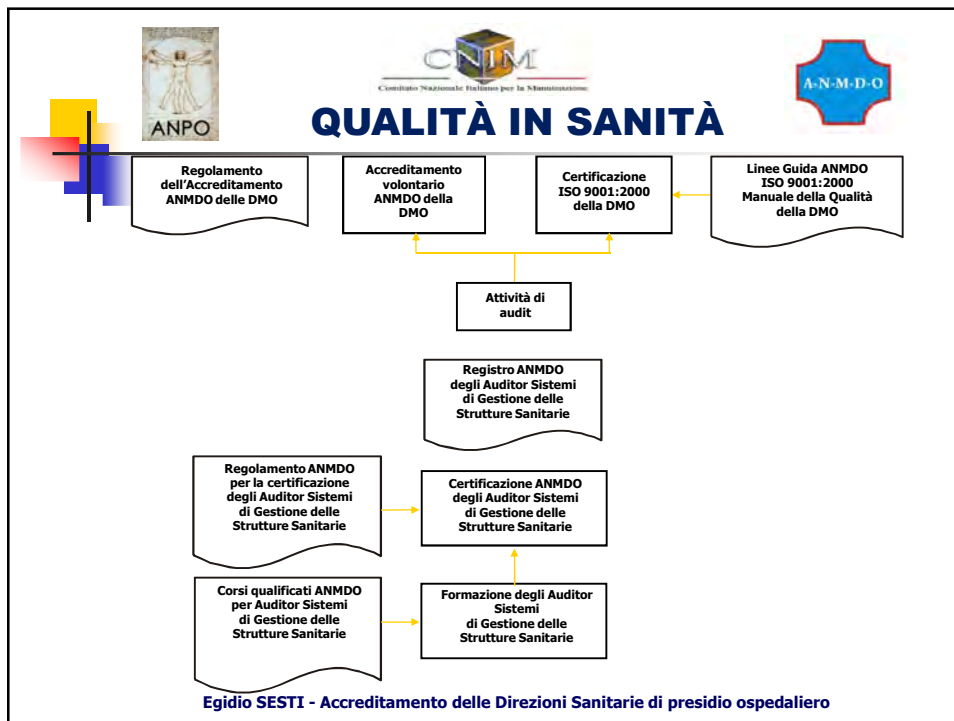 ANPO
CNIM
Comitato Nazionale Italiano per la Manutenzione
A·N·M·D·O
QUALITÀ IN SANITÀ
Regolamento
dell'Accreditamento
ANMDO delle DMO
Accreditamento
volontario
ANMDO della
DMO
Certificazione
ISO 9001:2000
della DMO
Linee Guida ANMDO
ISO 9001:2000
Manuale della Qualità
della DMO
Attività di
audit
Registro ANMDO
degli Auditor Sistemi
di Gestione delle
Strutture Sanitarie
Regolamento ANMDO
per la certificazione
degli Auditor Sistemi
di Gestione delle
Strutture Sanitarie
Certificazione ANMDO
degli Auditor Sistemi
di Gestione delle
Strutture Sanitarie
Corsi qualificati ANMDO
per Auditor Sistemi
di Gestione delle
Strutture Sanitarie
Formazione degli Auditor
Sistemi
di Gestione delle
Strutture Sanitarie
Egidio SESTI - Accreditamento delle Direzioni Sanitarie di presidio ospedaliero